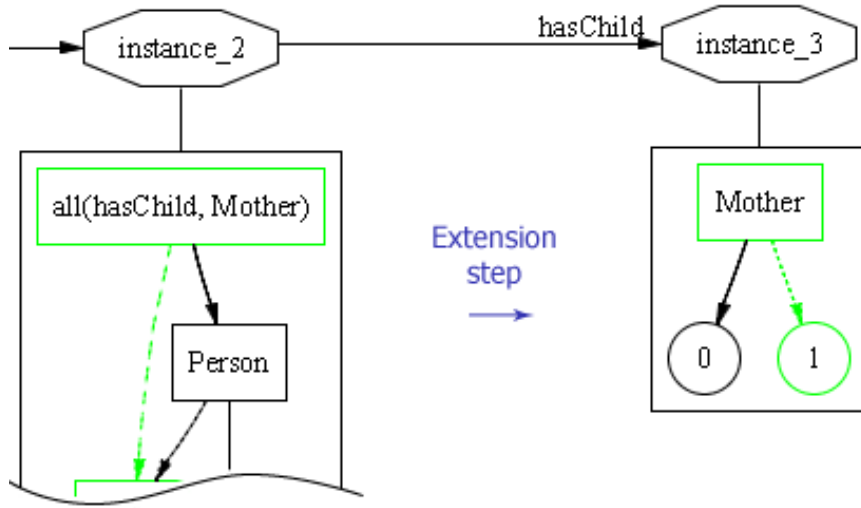 hasChild
instance_2
instance_3
all(hasChild, Mother)
Mother
Extension
step
Person
0
1